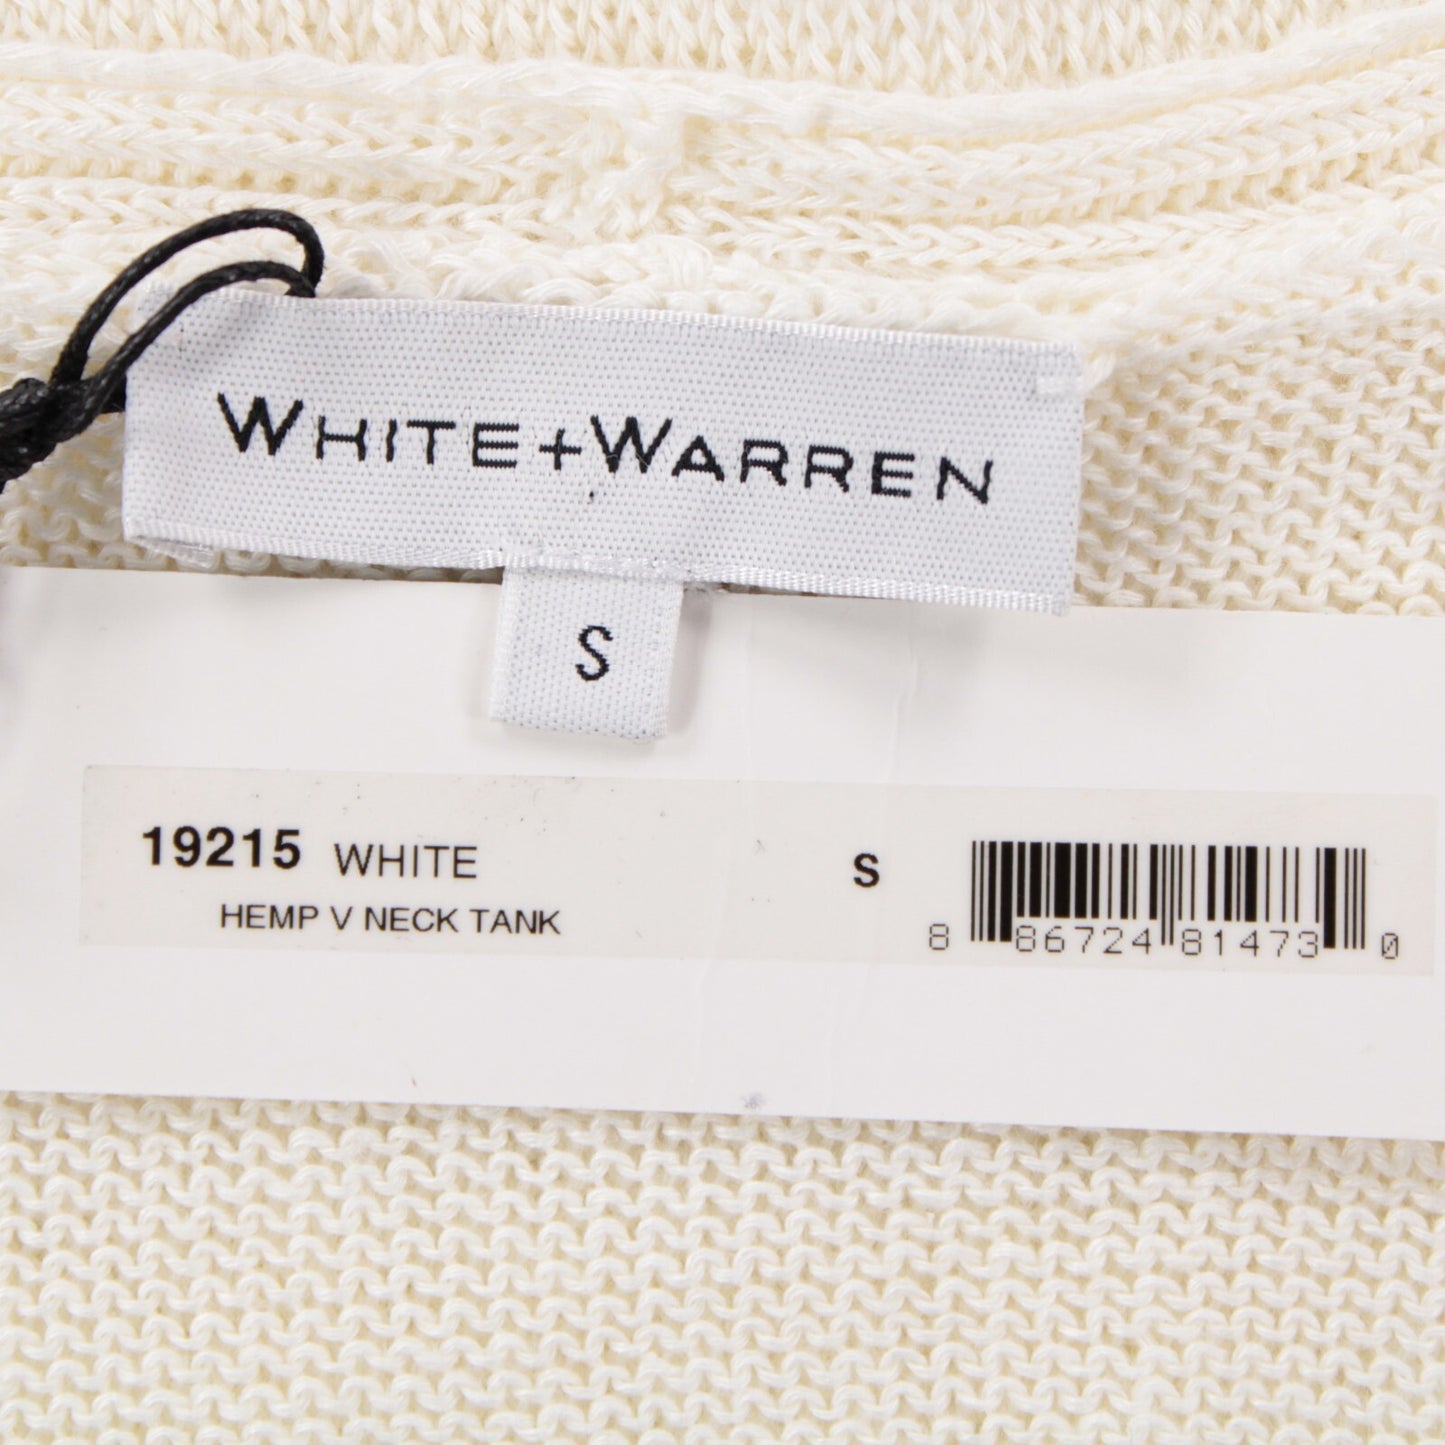 WHITE+WARREN
S
19215 WHITE S
HEMP V NECK TANK
8 86724 81473 0